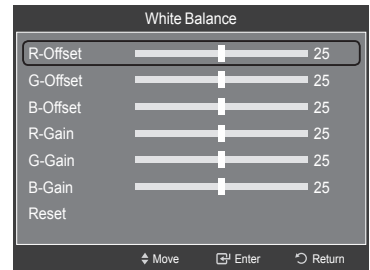 White Balance
R-Offset 25
G-Offset 25
B-Offset 25
R-Gain 25
G-Gain 25
B-Gain 25
Reset
Move Enter Return